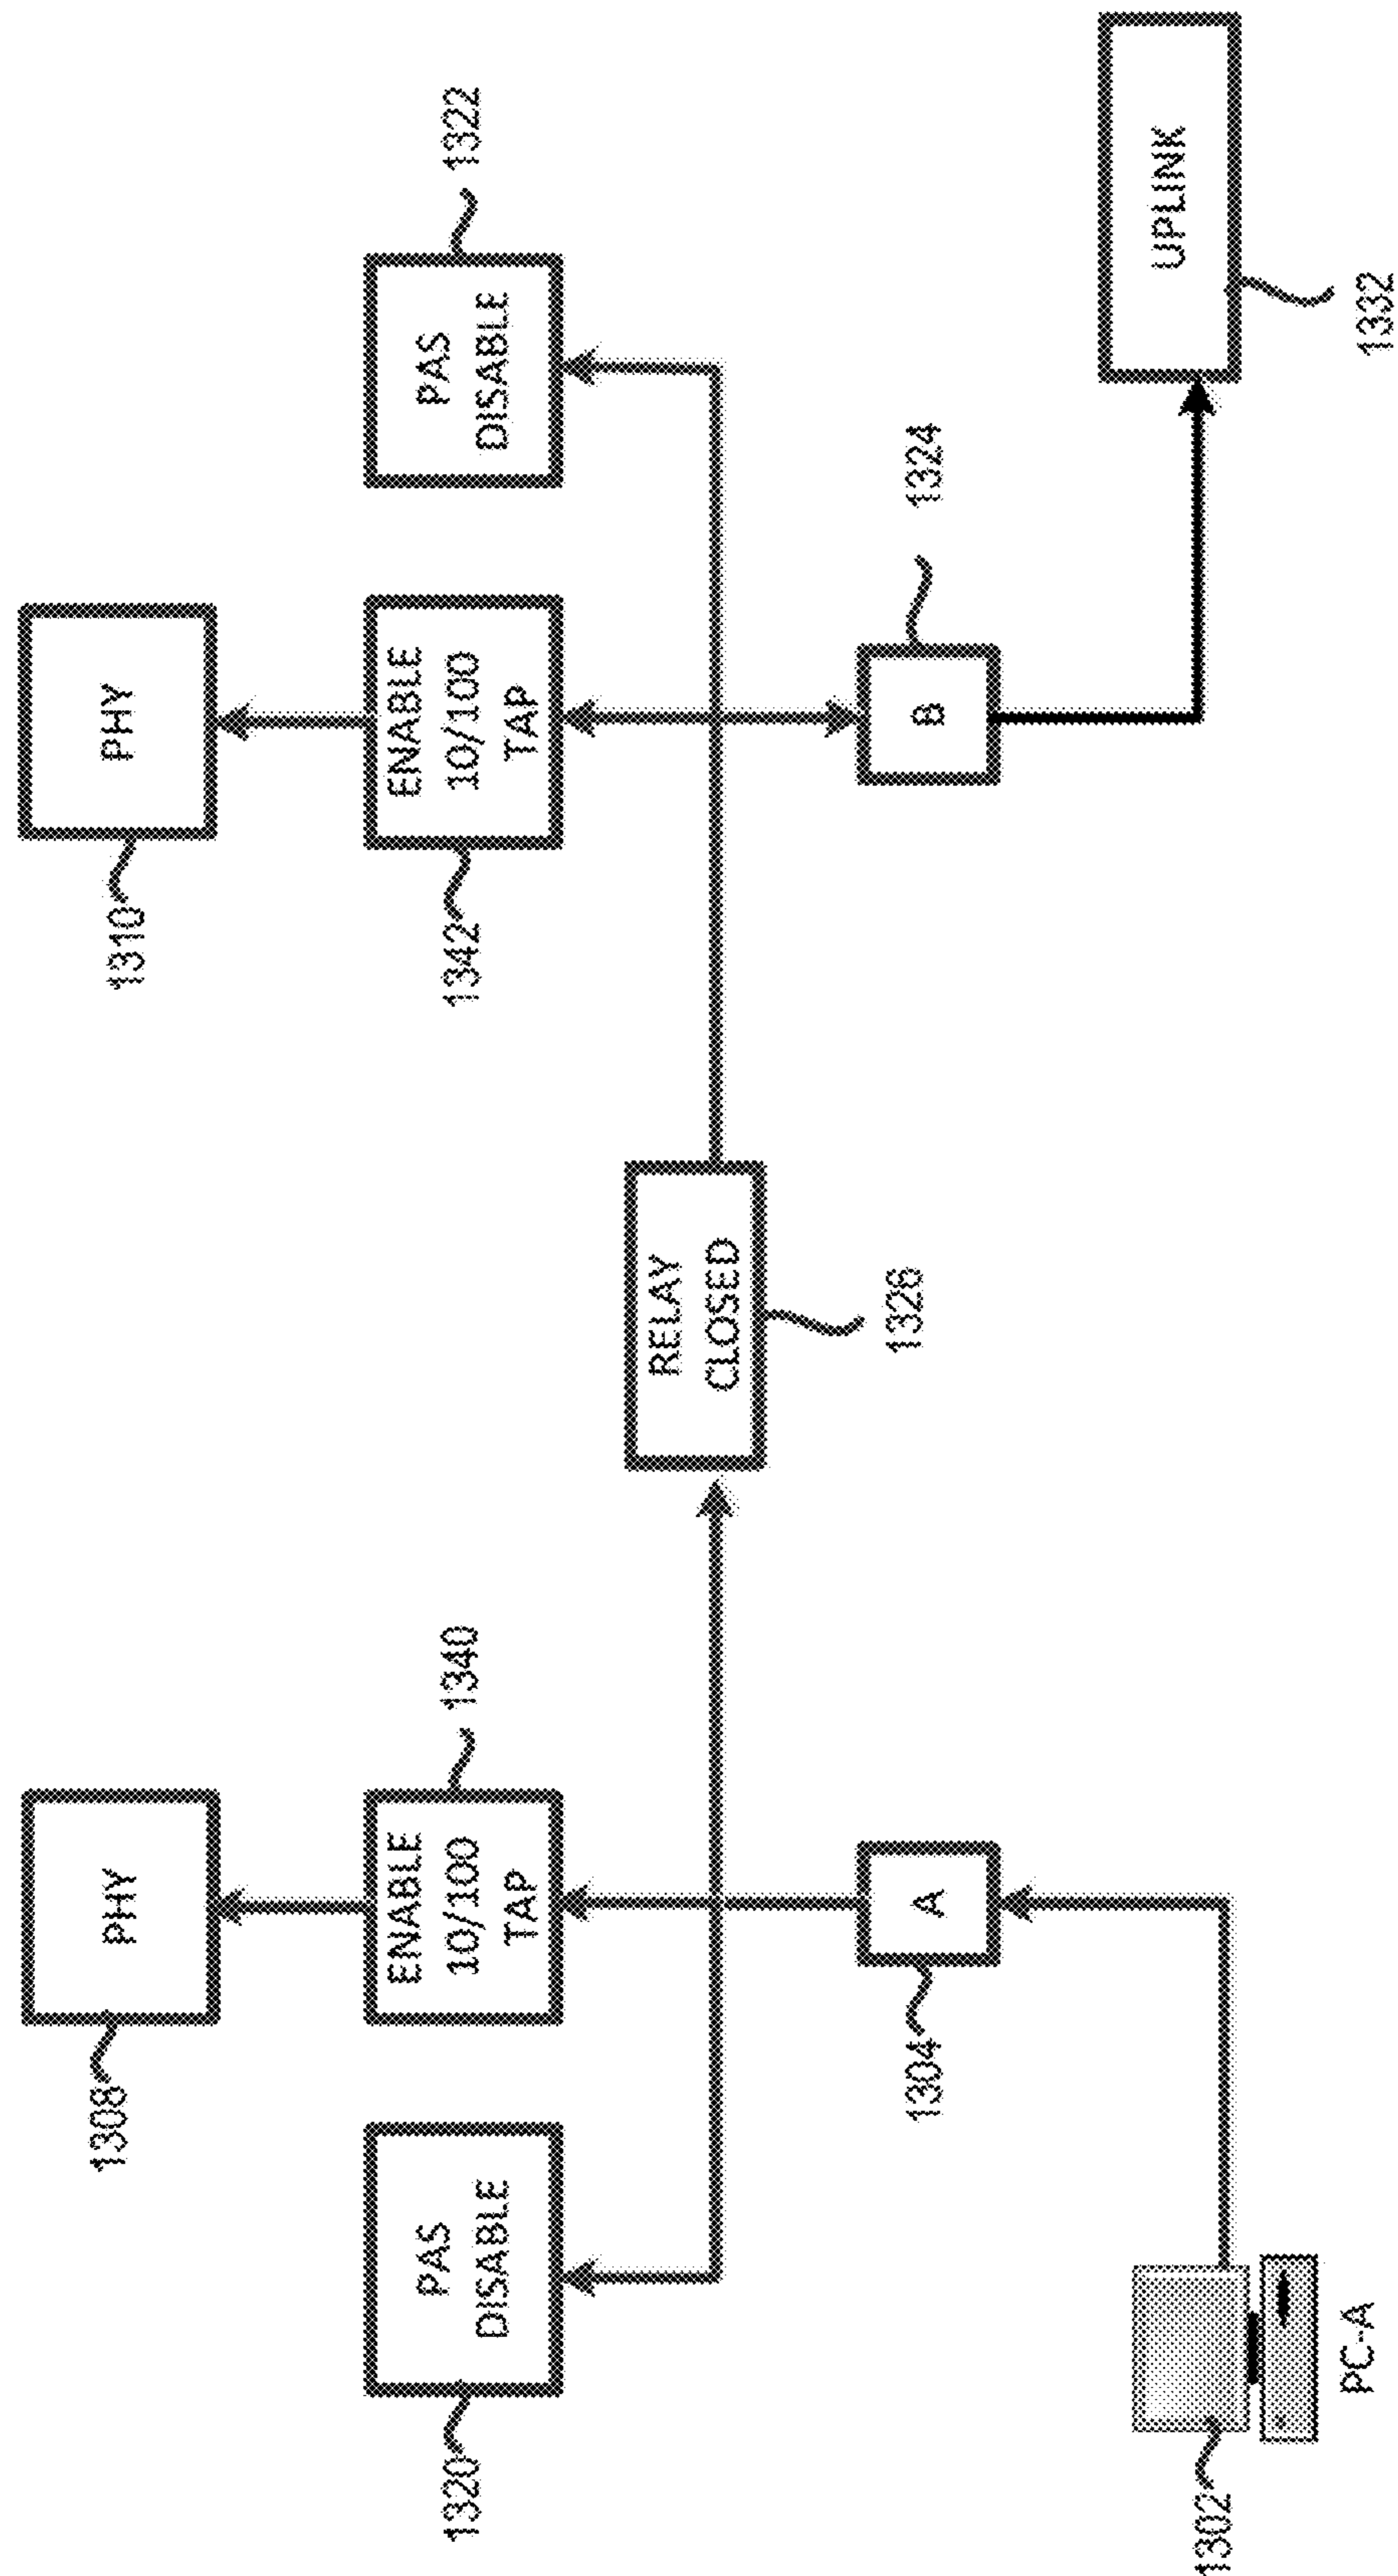 1308
PHY
1310
PHY
1320
PAS
DISABLE
ENABLE
10/100
TAP
1340
1342
ENABLE
10/100
TAP
PAS
DISABLE
1322
RELAY
CLOSED
1326
1304
A
B
1324
1302
PC-A
UPLINK
1332